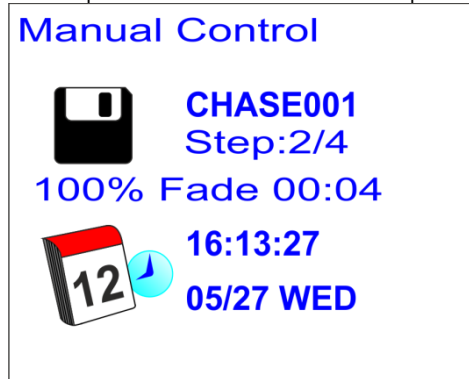 Manual Control
CHASE001
Step:2/4
100% Fade 00:04
16:13:27
12
05/27 WED